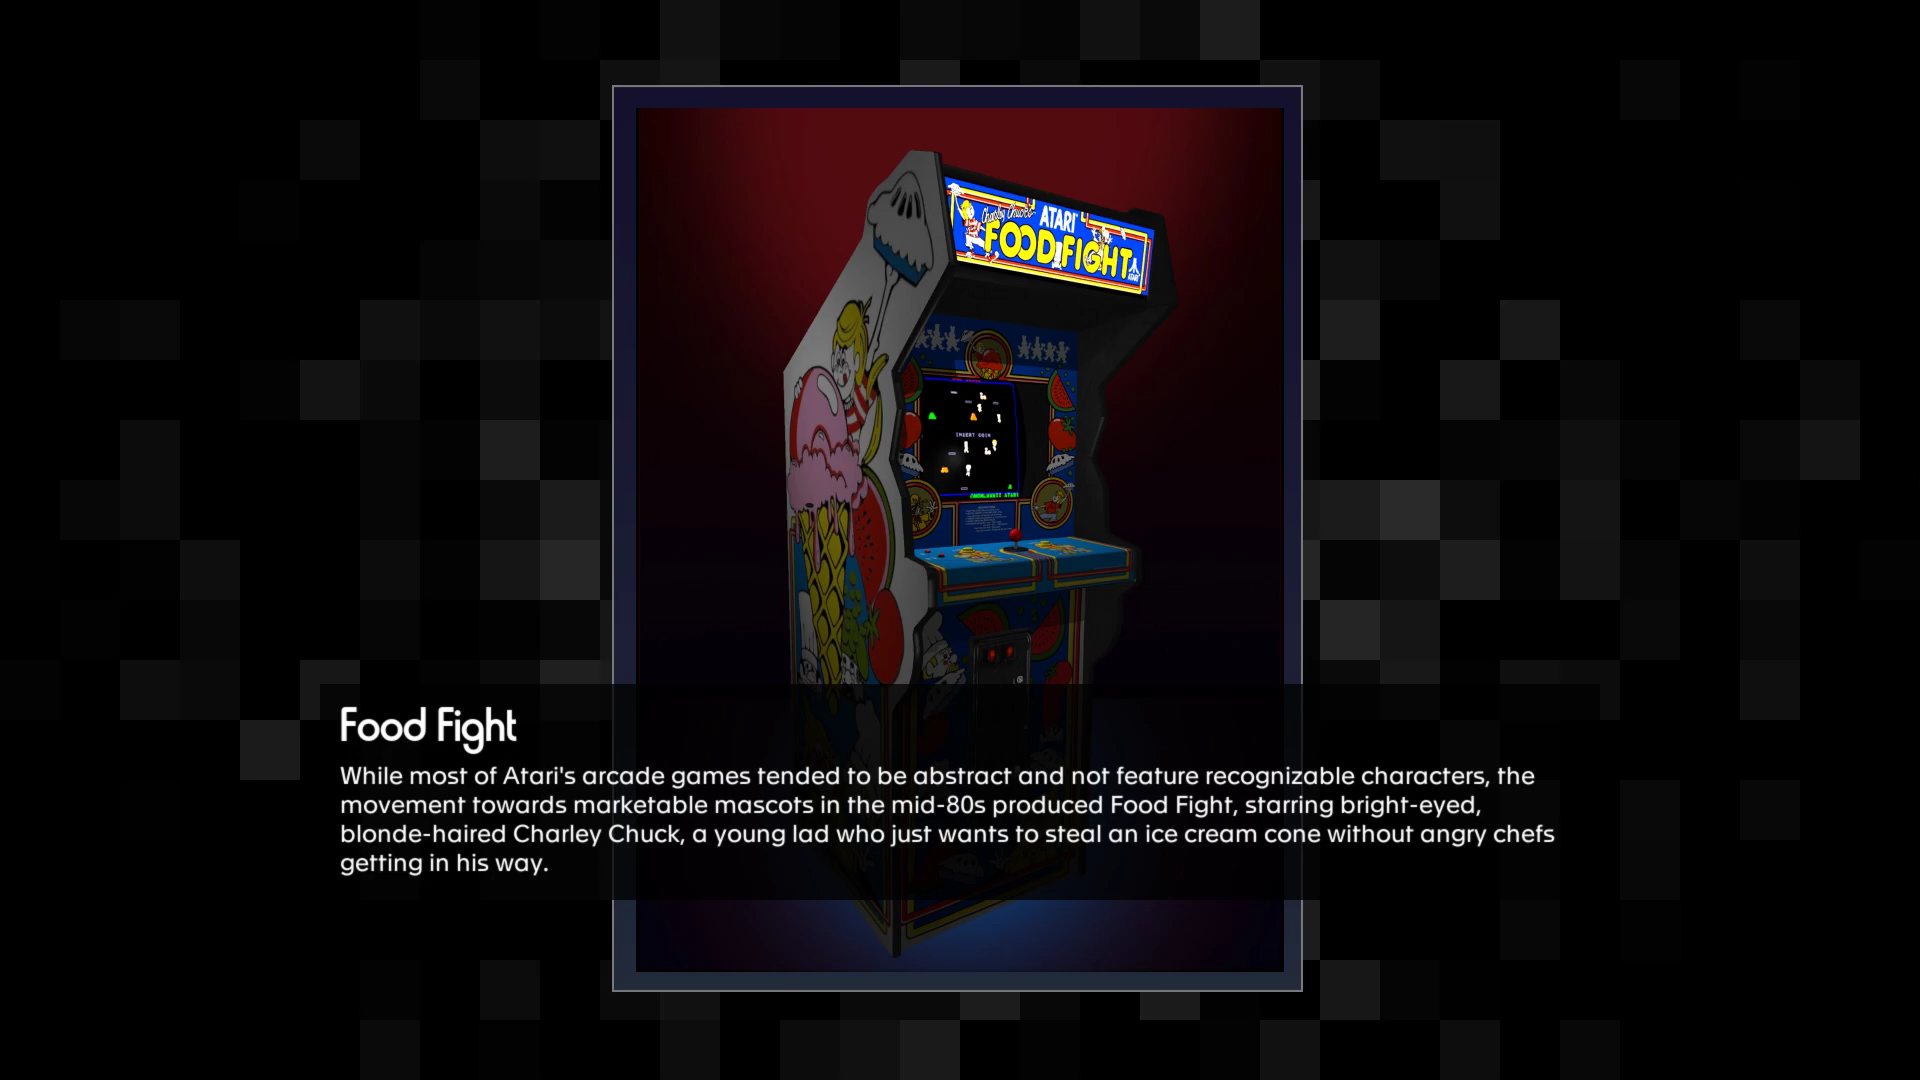 Charley Chuck's
ATARI
FOOD FIGHT
ATARI
INSERT COIN
Food Fight
While most of Atari's arcade games tended to be abstract and not feature recognizable characters, the
movement towards marketable mascots in the mid-80s produced Food Fight, starring bright-eyed,
blonde-haired Charley Chuck, a young lad who just wants to steal an ice cream cone without angry chefs
getting in his way.